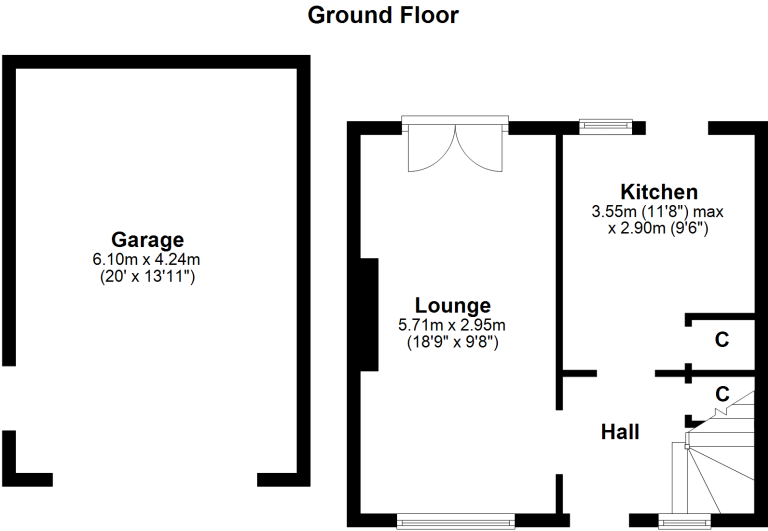 Ground Floor
Garage
6.10m x 4.24m
(20' x 13'11")
Lounge
5.71m x 2.95m
(18'9" x 9'8")
Kitchen
3.55m (11'8") max
x 2.90m (9'6")
C
C
Hall